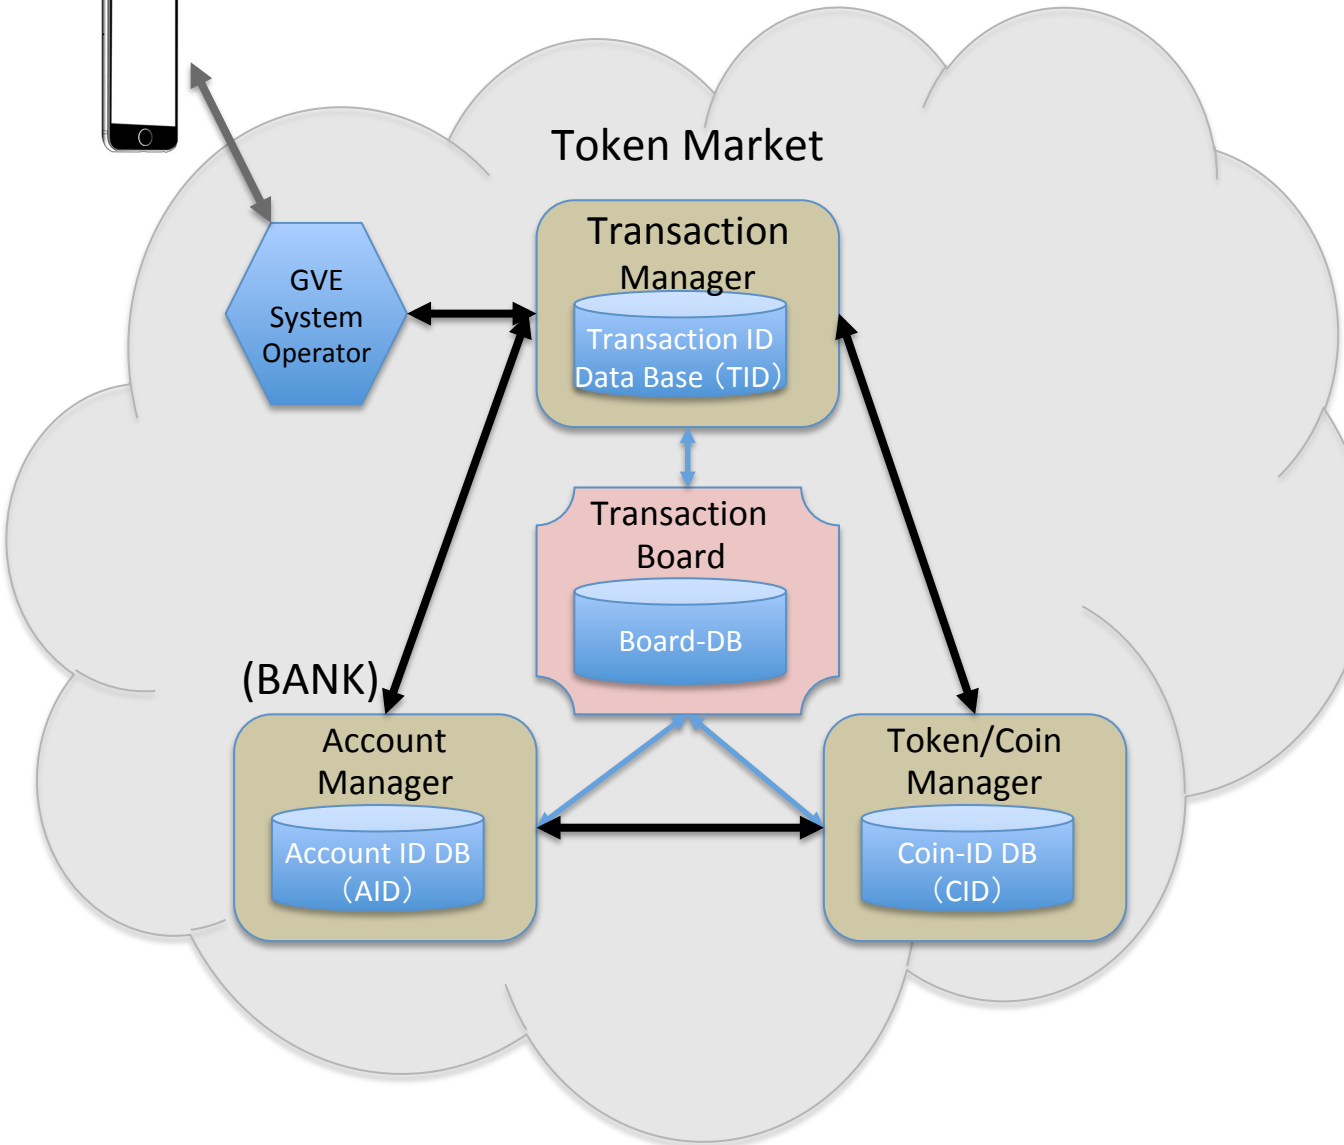 Token Market
Transaction
Manager
Transaction ID
Data Base（TID）
GVE
System
Operator
Transaction
Board
Board-DB
(BANK)
Account
Manager
Account ID DB
（AID）
Token/Coin
Manager
Coin-ID DB
（CID）